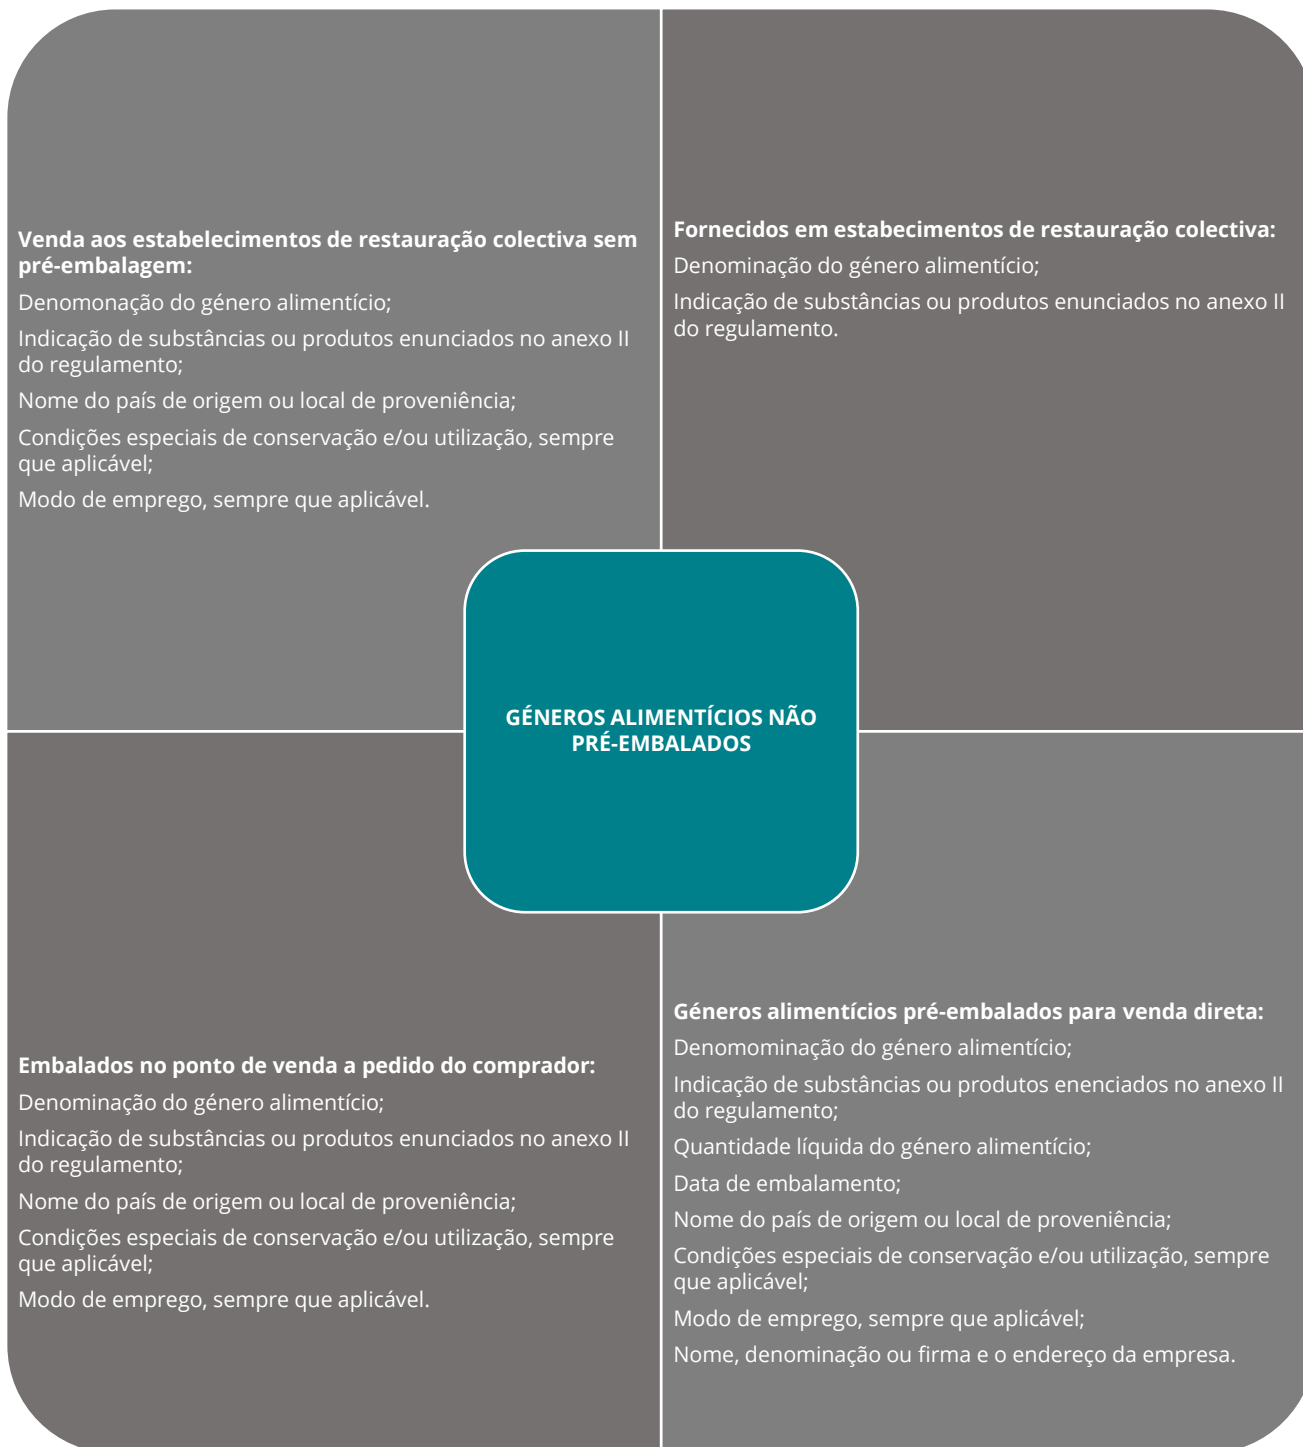 Venda aos estabelecimentos de restauração colectiva sem
pré-embalagem:
Denomonação do género alimentício;
Indicação de substâncias ou produtos enunciados no anexo II
do regulamento;
Nome do país de origem ou local de proveniência;
Condições especiais de conservação e/ou utilização, sempre
que aplicável;
Modo de emprego, sempre que aplicável.
Fornecidos em estabecimentos de restauração colectiva:
Denominação do género alimentício;
Indicação de substâncias ou produtos enunciados no anexo II
do regulamento.
GÉNEROS ALIMENTÍCIOS NÃO
PRÉ-EMBALADOS
Embalados no ponto de venda a pedido do comprador:
Denominação do género alimentício;
Indicação de substâncias ou produtos enunciados no anexo II
do regulamento;
Nome do país de origem ou local de proveniência;
Condições especiais de conservação e/ou utilização, sempre
que aplicável;
Modo de emprego, sempre que aplicável.
Géneros alimentícios pré-embalados para venda direta:
Denomominação do género alimentício;
Indicação de substâncias ou produtos enenciados no anexo II
do regulamento;
Quantidade líquida do género alimentício;
Data de embalamento;
Nome do país de origem ou local de proveniência;
Condições especiais de conservação e/ou utilização, sempre
que aplicável;
Modo de emprego, sempre que aplicável;
Nome, denominação ou firma e o endereço da empresa.